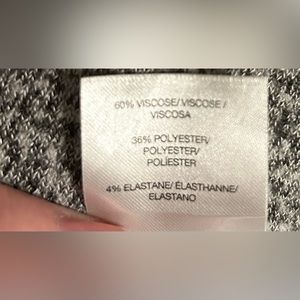 60% VISCOSE/ VISCOSE /
VISCOSA
36% POLYESTER/
POLYESTER/
POLIÉSTER
4% ELASTANE/ ÉLASTHANNE/
ELASTANO